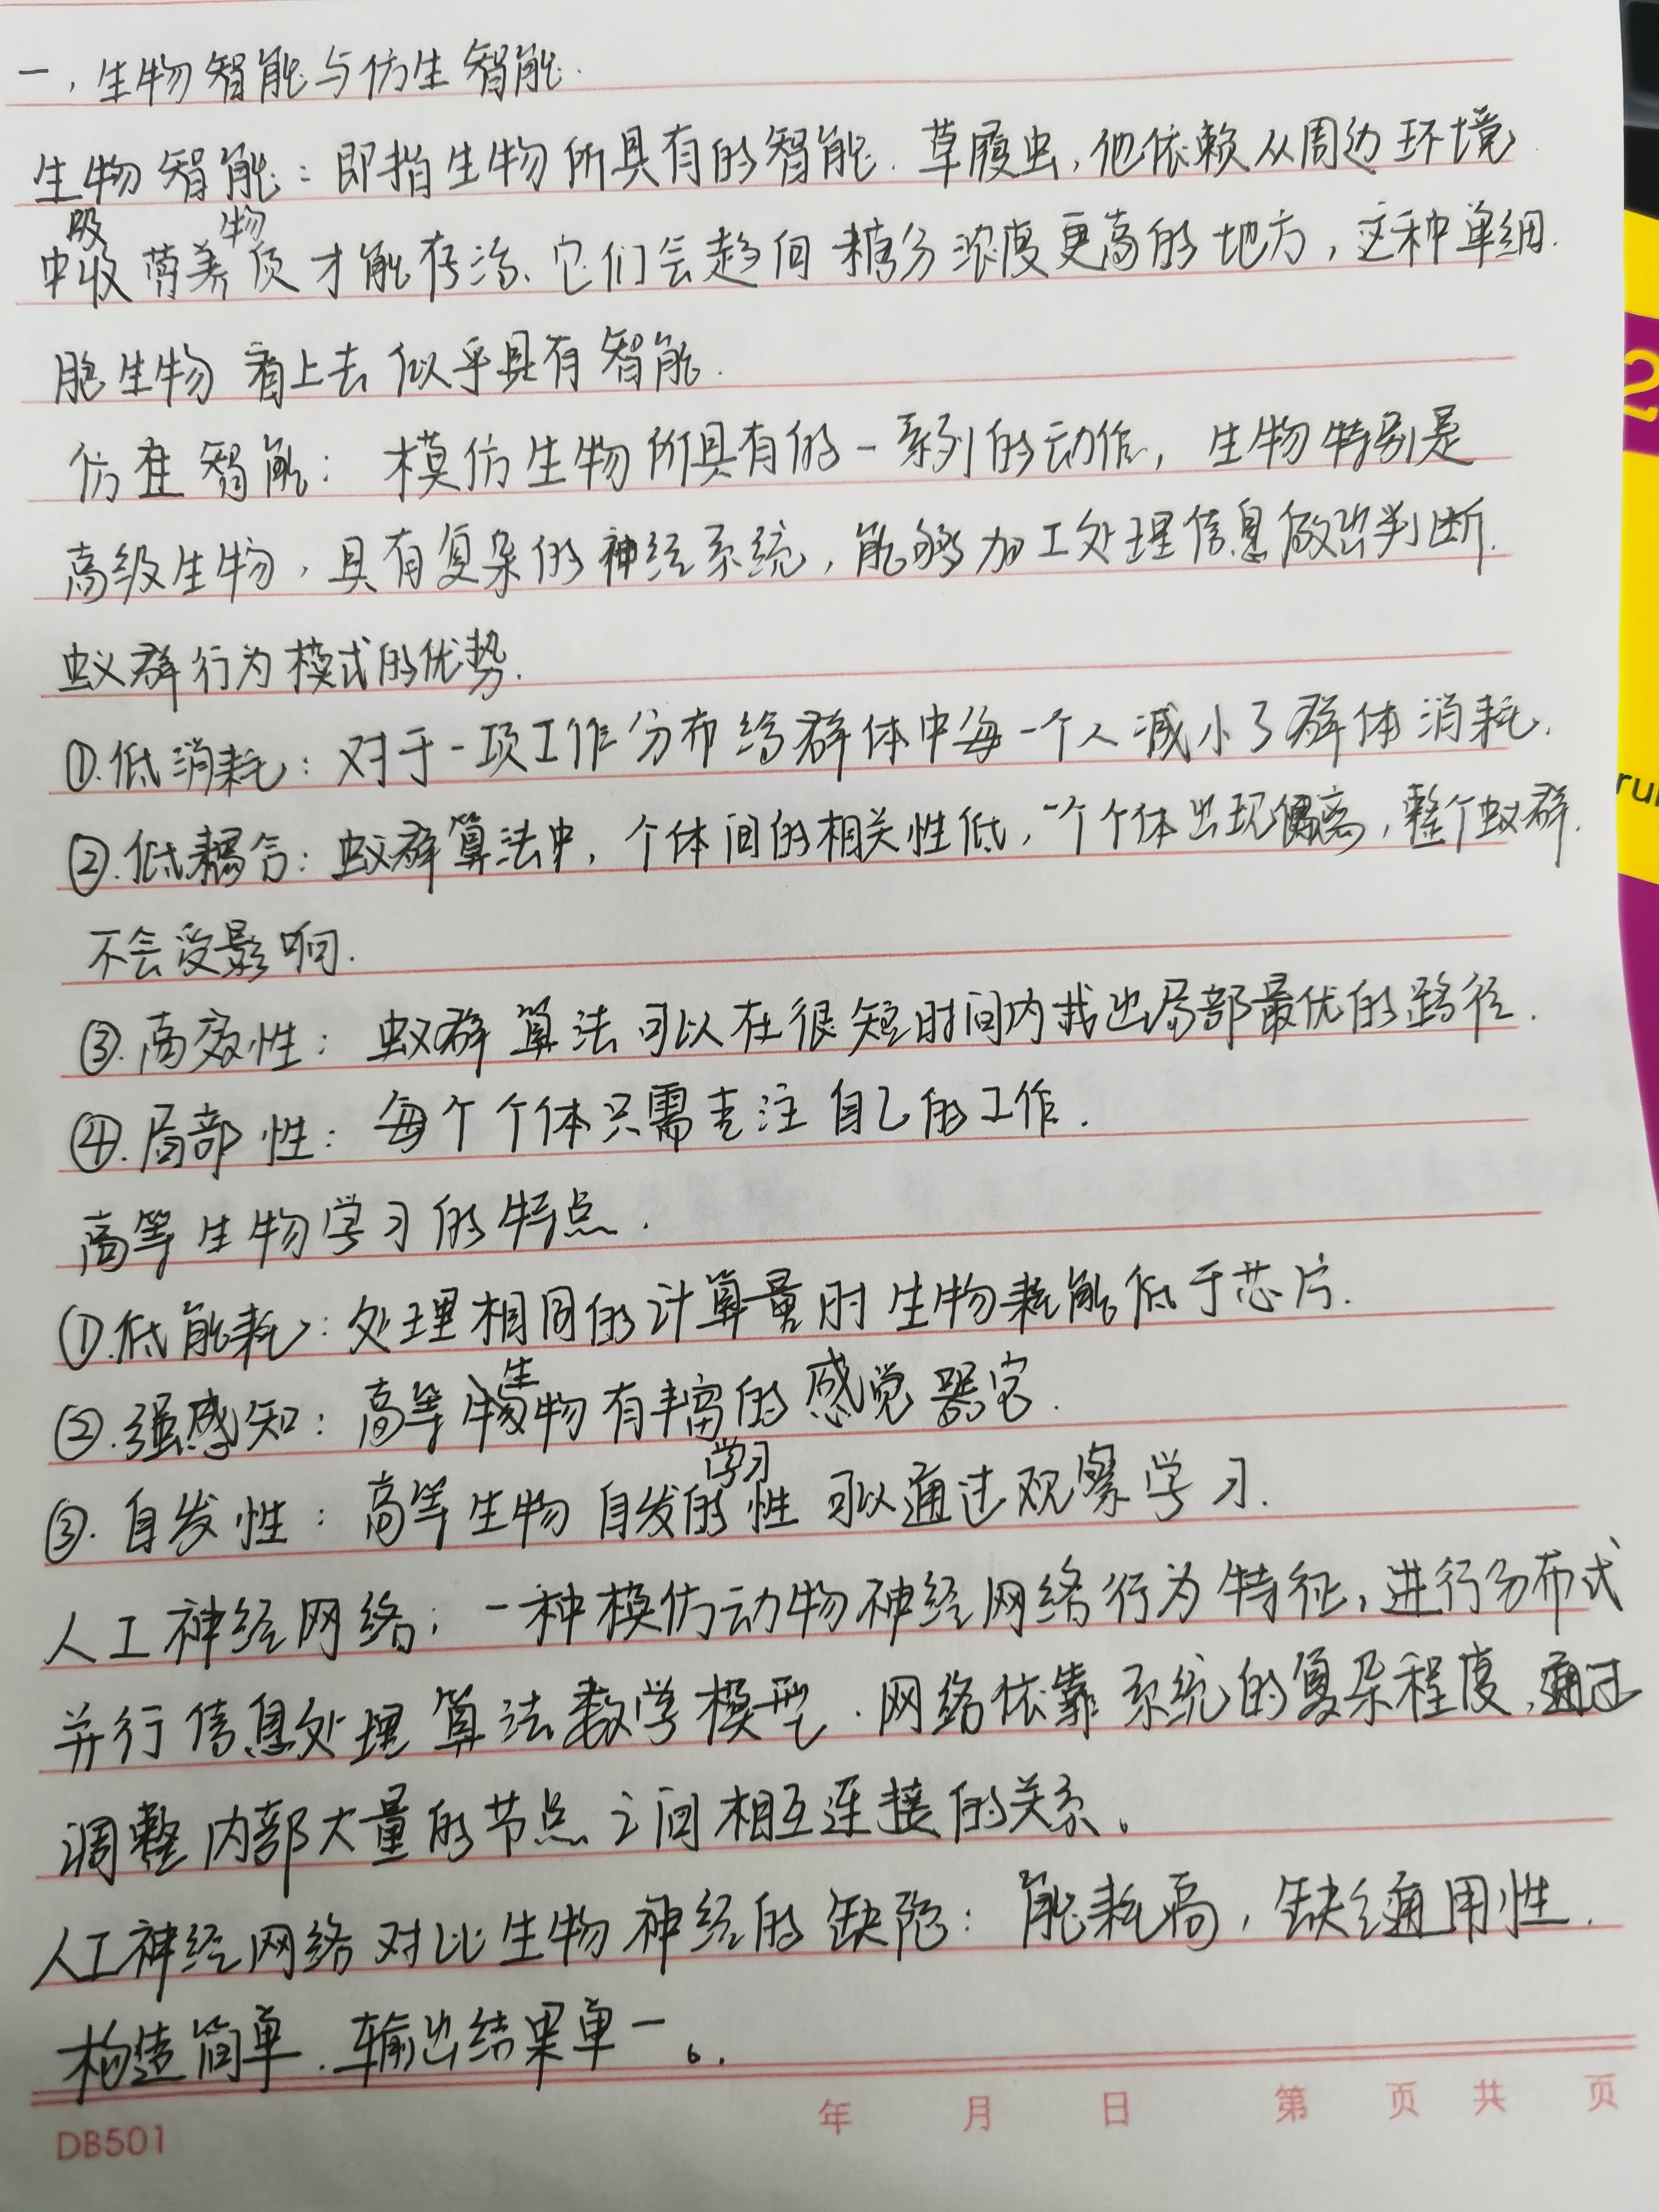 一，生物智能与仿生智能.
生物智能：即指生物所具有的智能.草履虫,他依赖从周边环境
中吸收营养物质才能存活、它们会趋向糖分浓度更高的地方，这种单细
胞生物 看上去似乎具有智能.
仿生智能：模仿生物所具有的一系列的动作，生物特别是
高级生物，具有复杂的神经系统，能够加工处理信息做出判断.
蚁群行为模式的优势.
①.低消耗：对于一项工作分布给群体中每一个人减小了群体消耗.
②.低耦合：蚁群算法中，个体间的相关性低，一个个体出现偏离，整个蚁群.
不会受影响.
③.高效性：蚁群算法可以在很短时间内找出局部最优的路径.
④.局部性：每个个体只需专注自己的工作.
高等生物学习的特点.
①.低能耗：处理相同的计算量时生物耗能低于芯片.
②.强感知：高等生物有丰富的感觉器官.
③.自发性：高等生物自发的学习性可以通过观察学习.
人工神经网络：一种模仿动物神经网络行为特征，进行分布式
并行信息处理算法数学模型.网络依靠系统的复杂程度，通过
调整内部大量的节点之间相互连接的关系。
人工神经网络对比生物神经的缺陷：能耗高，缺乏通用性.
构造简单.输出结果单一。.
年 月 日 第 页 共 页
DB501
2
ru